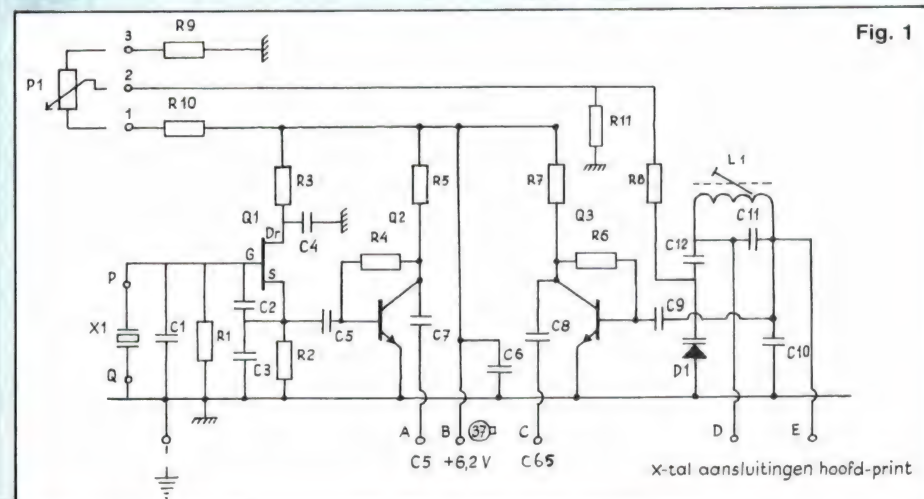 Fig. 1
3
R9
P1
2
1
R10
R11
R3
R5
R7
R8
L1
Q1
Dr
C4
R4
Q2
Q3
R6
C11
C12
G
S
P
C2
X1
C1
R1
C3
R2
C5
C7
C6
C8
C9
D1
C10
Q
A
B
37
C
D
E
C5
+6,2 V
C65
X-tal aansluitingen hoofd-print